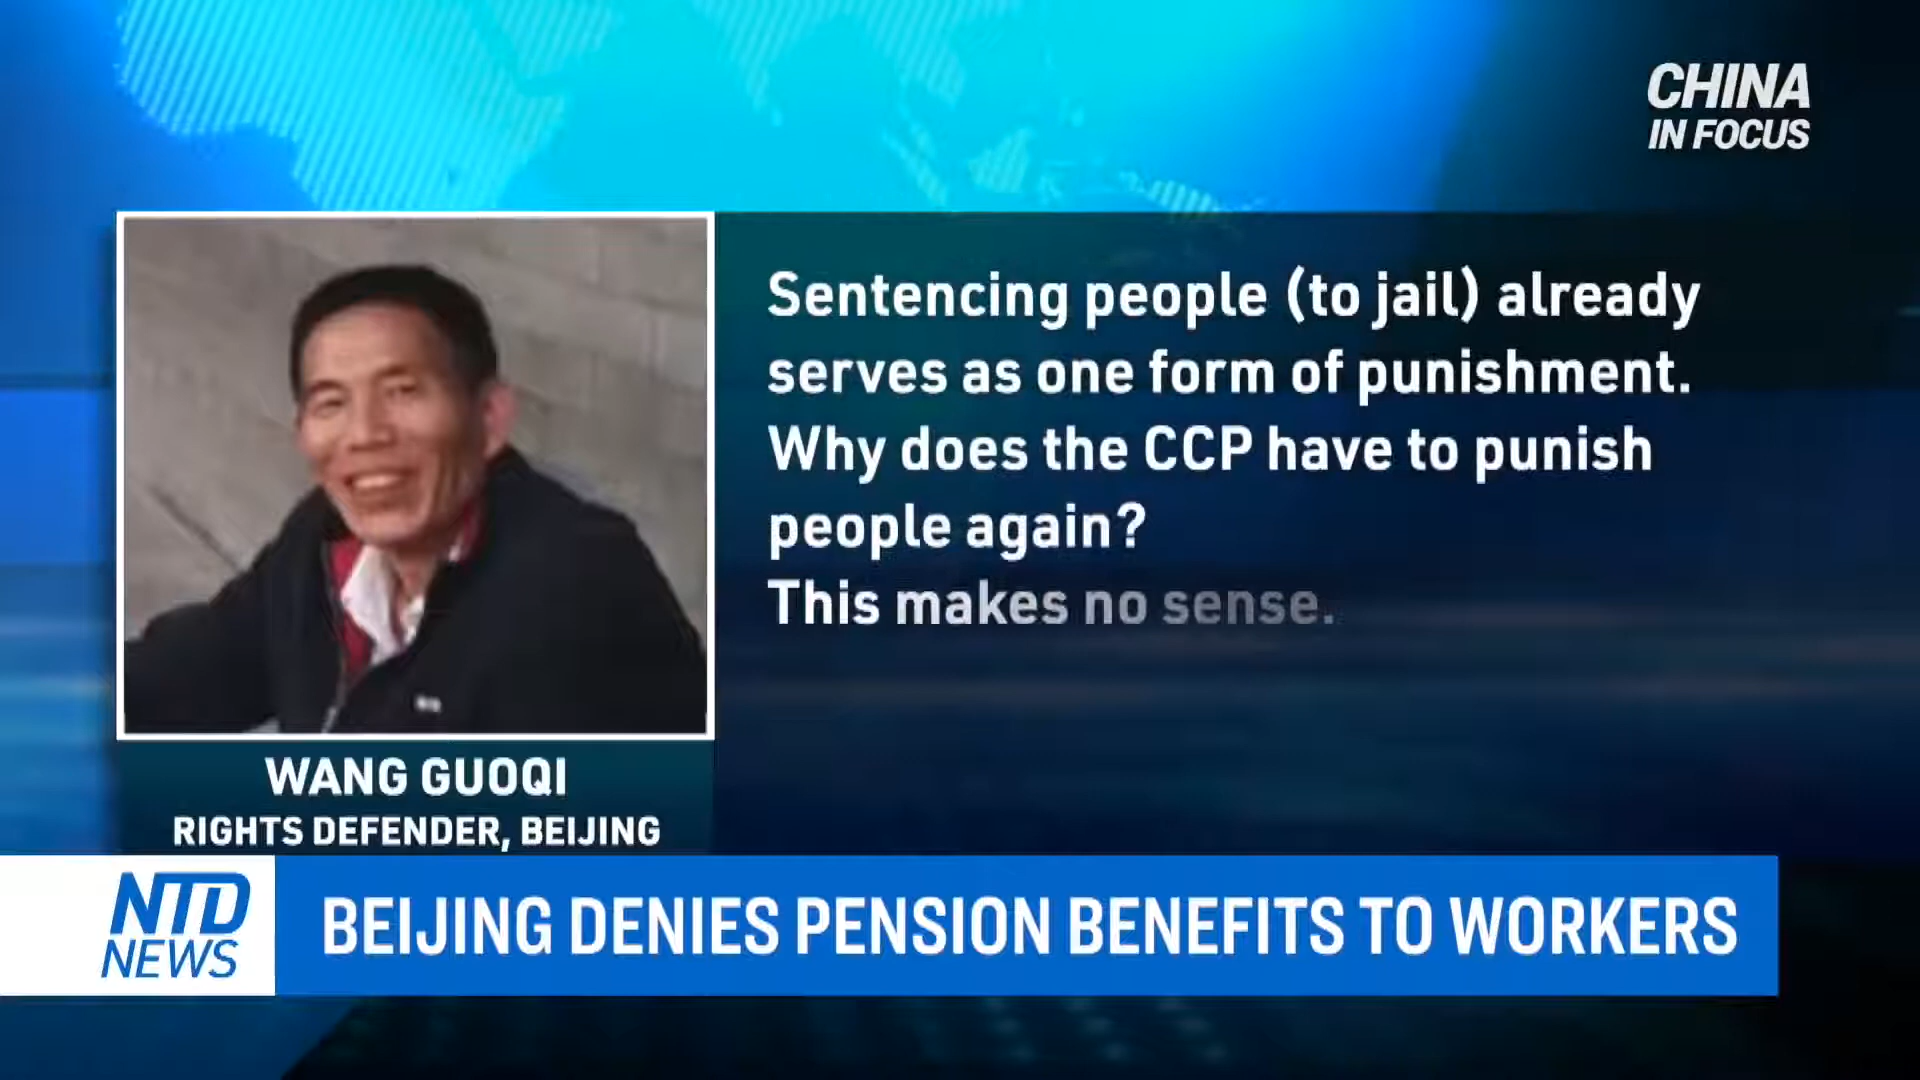 CHINA
IN FOCUS
Sentencing people (to jail) already
serves as one form of punishment.
Why does the CCP have to punish
people again?
This makes no sense.
WANG GUOQI
RIGHTS DEFENDER, BEIJING
NTD
NEWS
BEIJING DENIES PENSION BENEFITS TO WORKERS